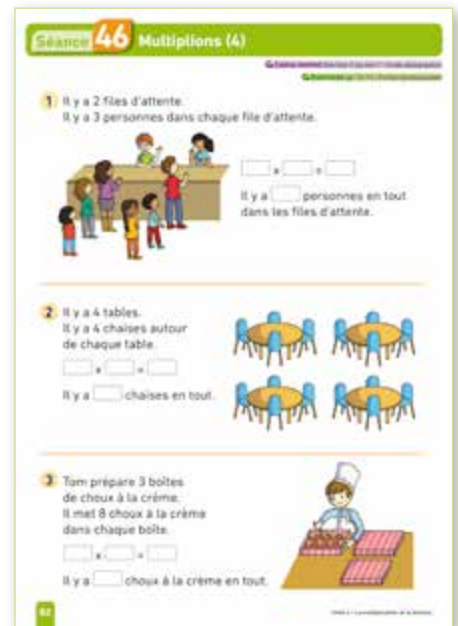 Séance 46 Multiplions (4)
1 Il y a 2 files d'attente.
Il y a 3 personnes dans chaque file d'attente.
x =
Il y a personnes en tout
dans les files d'attente.
2 Il y a 4 tables.
Il y a 4 chaises autour
de chaque table.
x =
Il y a chaises en tout.
3 Tom prépare 3 boîtes
de choux à la crème.
Il met 8 choux à la crème
dans chaque boîte.
x =
Il y a choux à la crème en tout.
82